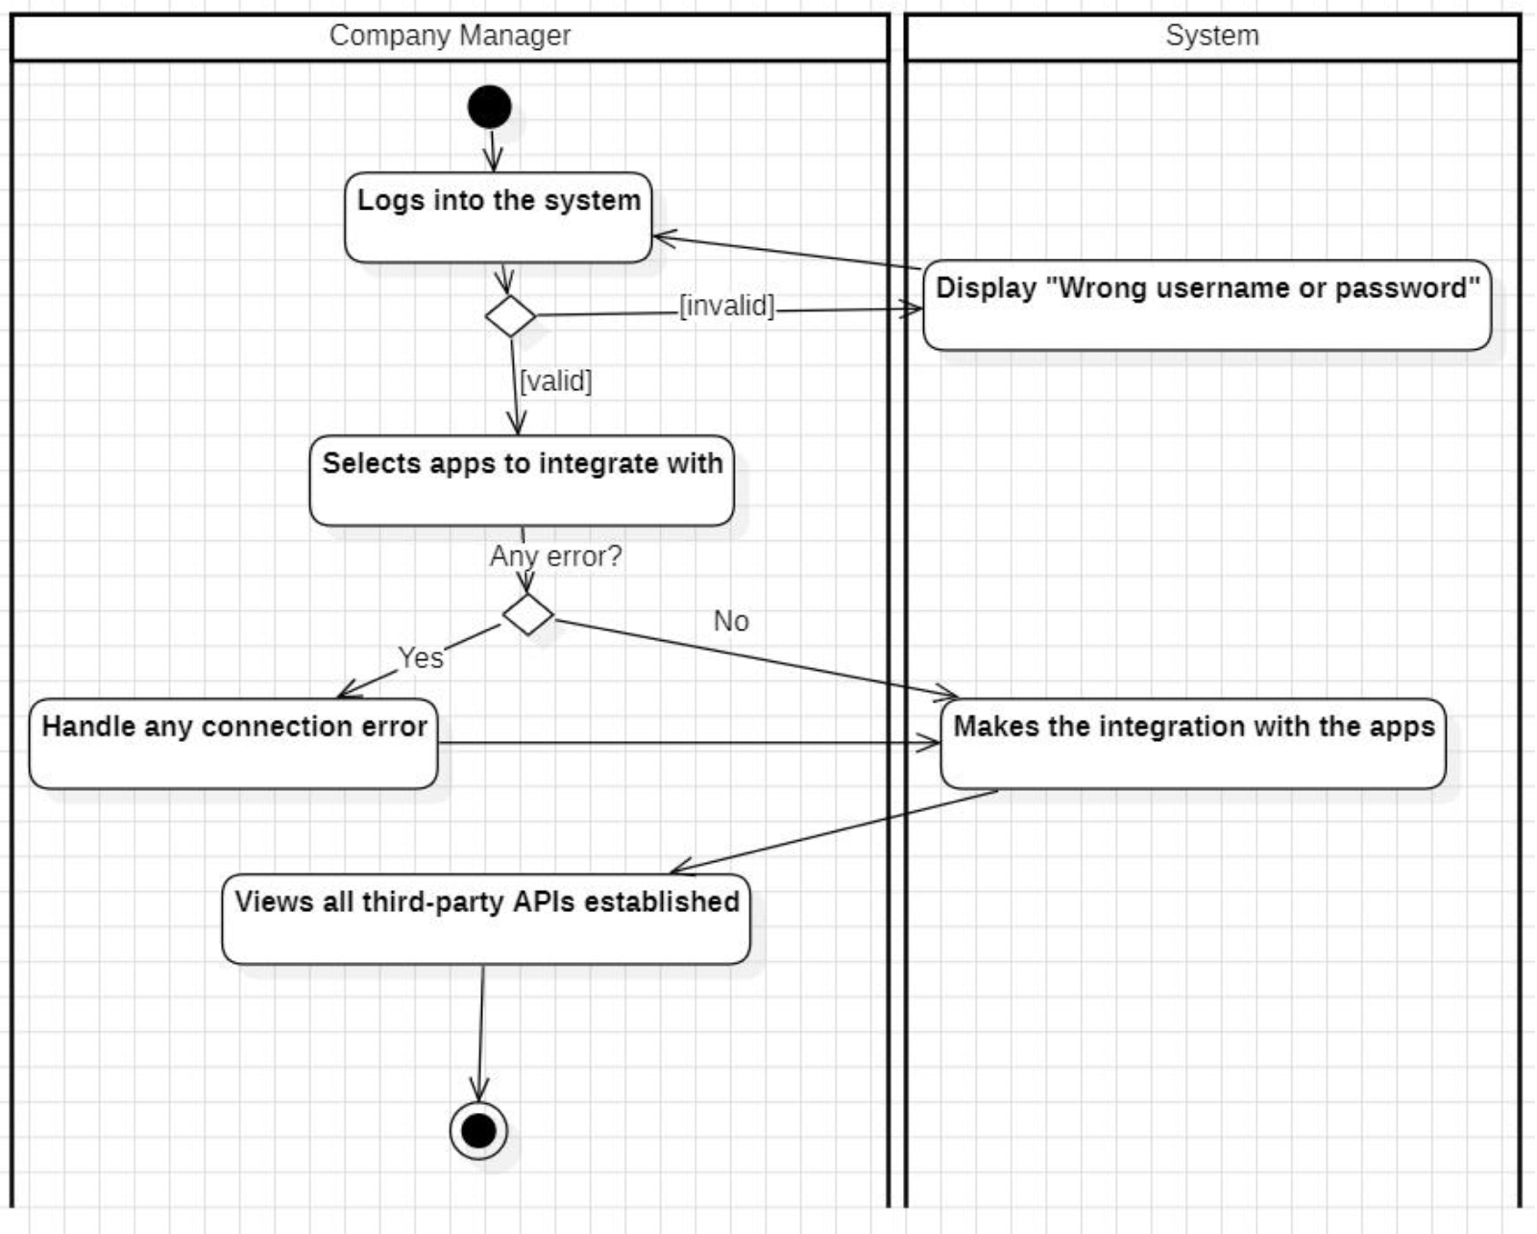 Company Manager
System
Logs into the system
Display "Wrong username or password"
[invalid]
[valid]
Selects apps to integrate with
Any error?
No
Yes
Handle any connection error
Makes the integration with the apps
Views all third-party APIs established